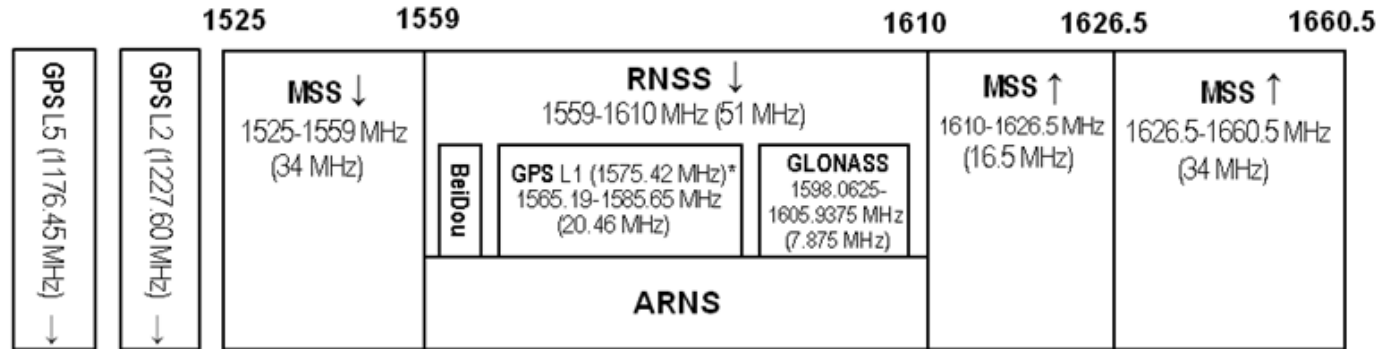 1525
1559
1610
1626.5
1660.5
GPS L5 (1176.45 MHz) ↓
GPS L2 (1227.60 MHz) ↓
MSS ↓
1525-1559 MHz
(34 MHz)
RNSS ↓
1559-1610 MHz (51 MHz)
BeiDou
GPS L1 (1575.42 MHz)*
1565.19-1585.65 MHz
(20.46 MHz)
GLONASS
1598.0625-
1605.9375 MHz
(7.875 MHz)
ARNS
MSS ↑
1610-1626.5 MHz
(16.5 MHz)
MSS ↑
1626.5-1660.5 MHz
(34 MHz)